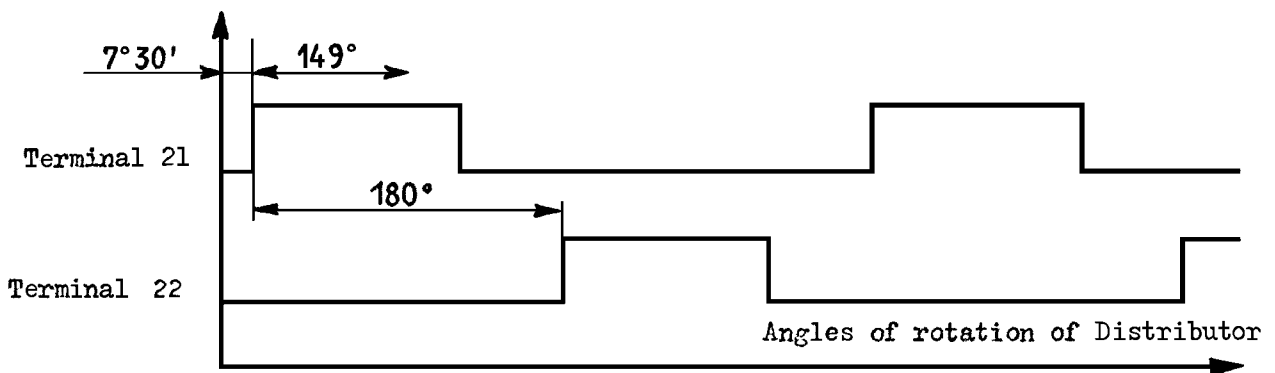 7°30' 149°
Terminal 21
180°
Terminal 22
Angles of rotation of Distributor